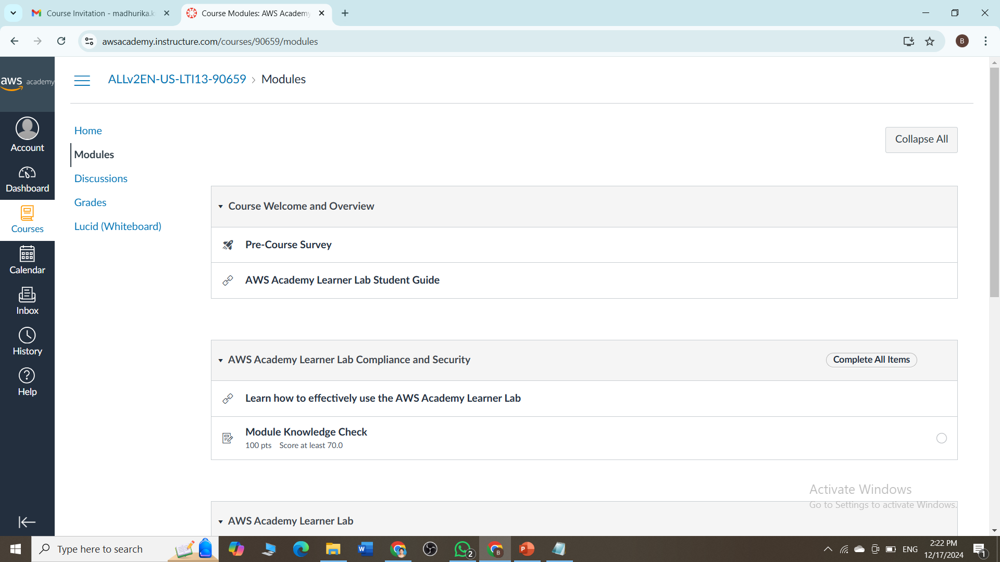 Course Invitation - madhurika.k
Course Modules: AWS Academy
awsacademy.instructure.com/courses/90659/modules
B
aws academy
ALLv2EN-US-LTI13-90659 > Modules
Account
Dashboard
Courses
Calendar
Inbox
History
Help
Home
Modules
Discussions
Grades
Lucid (Whiteboard)
Collapse All
Course Welcome and Overview
Pre-Course Survey
AWS Academy Learner Lab Student Guide
AWS Academy Learner Lab Compliance and Security
Complete All Items
Learn how to effectively use the AWS Academy Learner Lab
Module Knowledge Check
100 pts Score at least 70.0
AWS Academy Learner Lab
Activate Windows
Go to Settings to activate Windows.
Type here to search
W
2
B
P
ENG
2:22 PM
12/17/2024
1